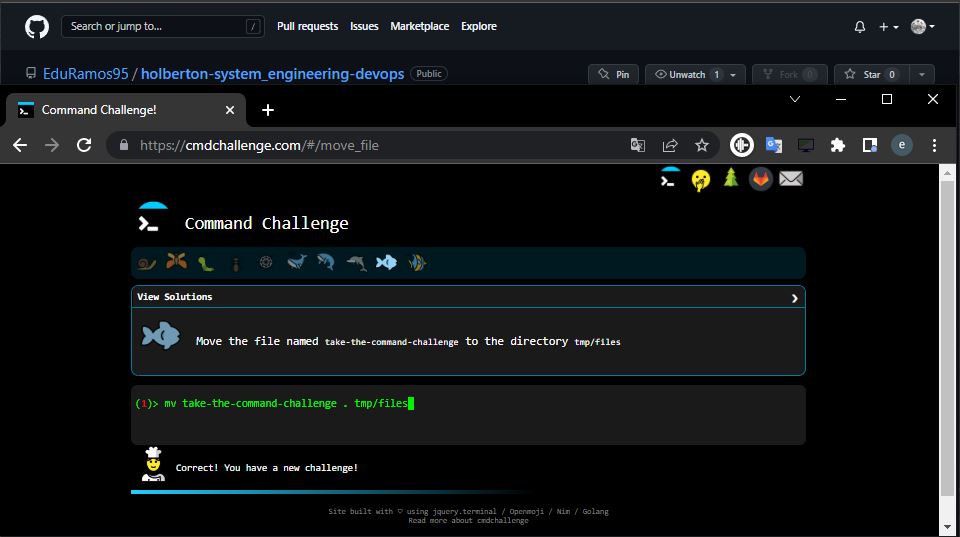 Search or jump to... / Pull requests Issues Marketplace Explore
EduRamos95 / holberton-system_engineering-devops Public Pin Unwatch 1 Fork 0 Star 0
Command Challenge!
https://cmdchallenge.com/#/move_file e
Command Challenge
View Solutions
Move the file named take-the-command-challenge to the directory tmp/files
(1)> mv take-the-command-challenge . tmp/files
Correct! You have a new challenge!
Site built with ♡ using jquery.terminal / Openmoji / Nim / Golang
Read more about cmdchallenge